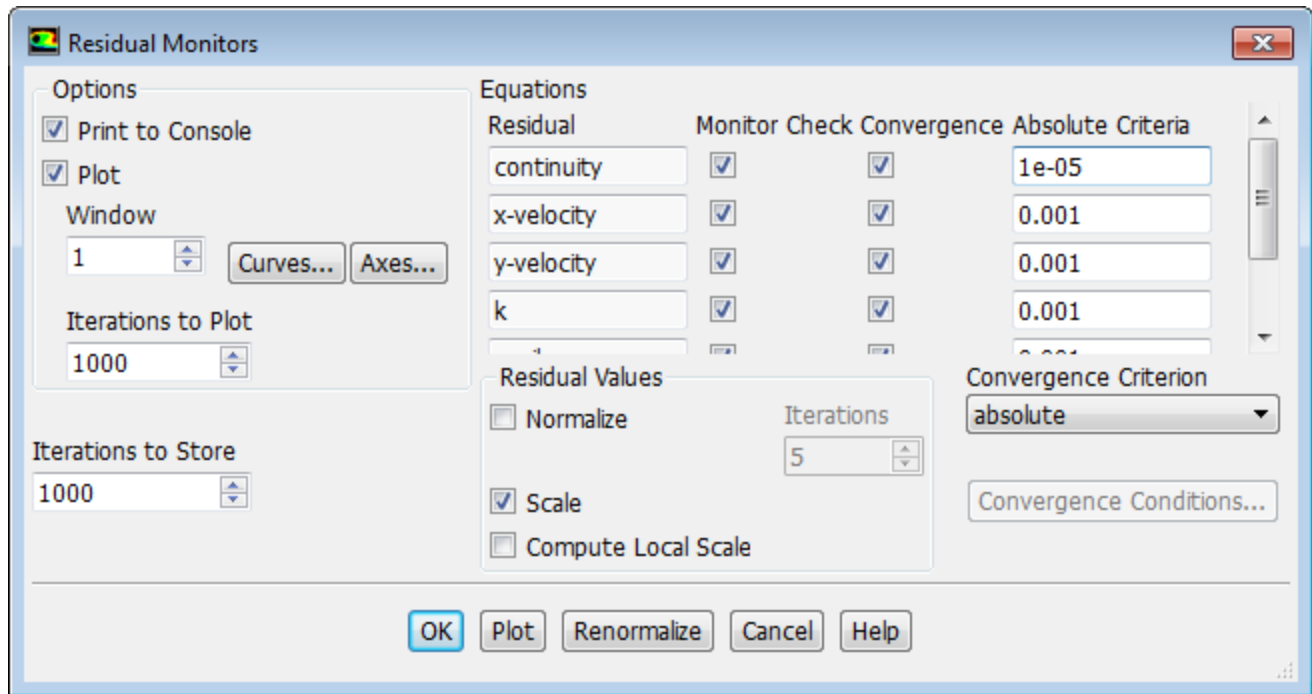 Residual Monitors
Options
Print to Console
Plot
Window
1
Curves... Axes...
Iterations to Plot
1000
Iterations to Store
1000
Equations
Residual Monitor Check Convergence Absolute Criteria
continuity 1e-05
x-velocity 0.001
y-velocity 0.001
k 0.001
0.001
Residual Values
Normalize
Iterations
5
Scale
Compute Local Scale
Convergence Criterion
absolute
Convergence Conditions...
OK Plot Renormalize Cancel Help